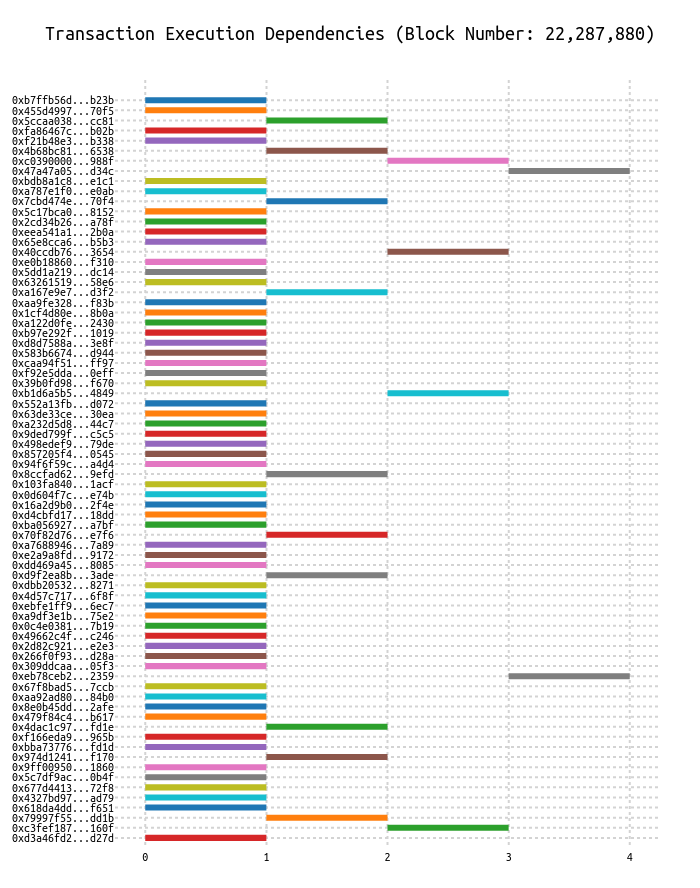 Transaction Execution Dependencies (Block Number: 22,287,880)
0xb7ffb56d...b23b
0x455d4997...70f5
0x5ccaa038...cc81
0xfa86467c...b02b
0xf21b48e3...b338
0x4b68bc81...6538
0xc0390000...988f
0x47a47a05...d34c
0xbdb8a1c8...e1c1
0xa787e1f0...e0ab
0x7cbd474e...70f4
0x5c17bca0...8152
0x2cd34b26...a78f
0xeea541a1...2b0a
0x65e8cca6...b5b3
0x40ccdb76...3654
0xe0b18860...f310
0x5dd1a219...dc14
0x63261519...58e6
0xa167e9e7...d3f2
0xaa9fe328...f83b
0x1cf4d80e...8b0a
0xa122d0fe...2430
0xb97e292f...1019
0xd8d7588a...3e8f
0x583b6674...d944
0xcaa94f51...ff97
0xf92e5dda...0eff
0x39b0fd98...f670
0xb1d6a5b5...4849
0x552a13fb...d072
0x63de33ce...30ea
0xa232d5d8...44c7
0x9ded799f...c5c5
0x498edef9...79de
0x857205f4...0545
0x94f6f59c...a4d4
0x8ccfad62...9efd
0x103fa840...1acf
0x0d604f7c...e74b
0x16a2d9b0...2f4e
0xd4cbfd17...18dd
0xba056927...a7bf
0x70f82d76...e7f6
0xa7688946...7a89
0xe2a9a8fd...9172
0xdd469a45...8085
0xd9f2ea8b...3ade
0xdbb20532...8271
0x4d57c717...6f8f
0xebfe1ff9...6ec7
0xa9df3e1b...75e2
0x0c4e0381...7b19
0x49662c4f...c246
0x2d82c921...e2e3
0x266f0f93...d28a
0x309ddcaa...05f3
0xeb78ceb2...2359
0x67f8bad5...7ccb
0xaa92ad80...84b0
0x8e0b45dd...2afe
0x479f84c4...b617
0x4dac1c97...fd1e
0xf166eda9...965b
0xbba73776...fd1d
0x974d1241...f170
0x9ff00950...1860
0x5c7df9ac...0b4f
0x677d4413...72f8
0x4327bd97...ad79
0x618da4dd...f651
0x79997f55...dd1b
0xc3fef187...160f
0xd3a46fd2...d27d
0 1 2 3 4